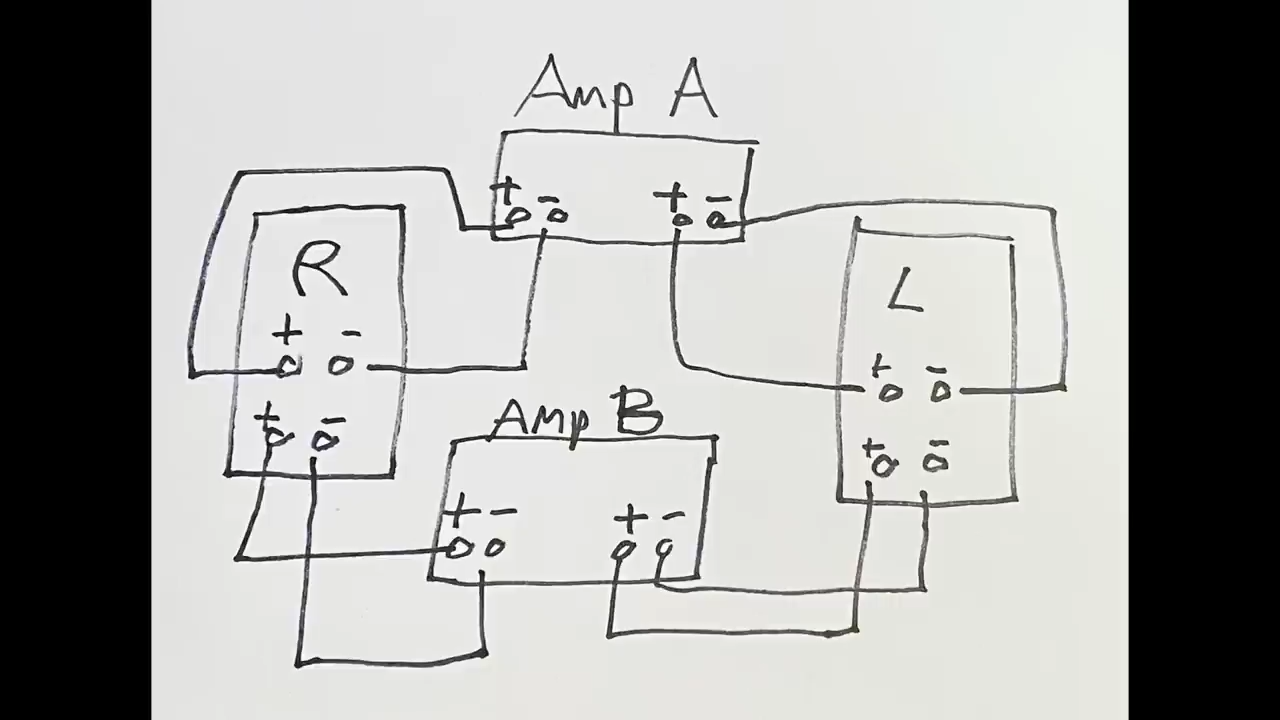 Amp A
+ - + -
R
+ -
+ -
L
+ -
+ -
Amp B
+ - + -